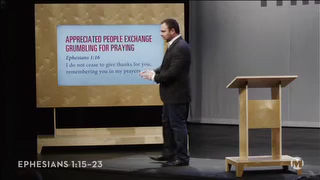 APPRECIATED PEOPLE EXCHANGE
GRUMBLING FOR PRAYING
Ephesians 1:16
I do not cease to give thanks for you,
remembering you in my prayers
EPHESIANS 1:15–23
M